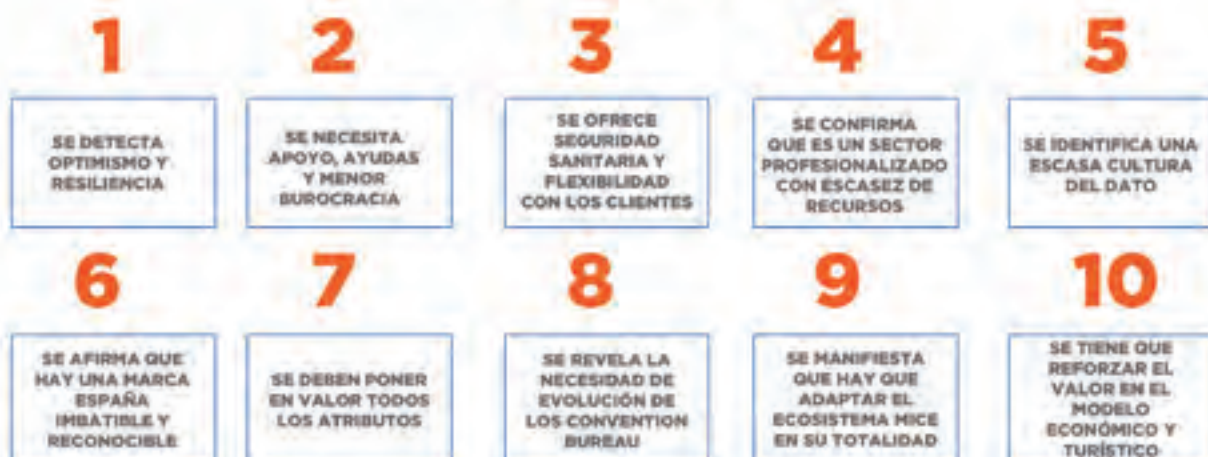 1
SE DETECTA
OPTIMISMO Y
RESILIENCIA
2
SE NECESITA
APOYO, AYUDAS
Y MENOR
BUROCRACIA
3
SE OFRECE
SEGURIDAD
SANITARIA Y
FLEXIBILIDAD
CON LOS CLIENTES
4
SE CONFIRMA
QUE ES UN SECTOR
PROFESIONALIZADO
CON ESCASEZ DE
RECURSOS
5
SE IDENTIFICA UNA
ESCASA CULTURA
DEL DATO
6
SE AFIRMA QUE
HAY UNA MARCA
ESPAÑA
IMBATIBLE Y
RECONOCIBLE
7
SE DEBEN PONER
EN VALOR TODOS
LOS ATRIBUTOS
8
SE REVELA LA
NECESIDAD DE
EVOLUCIÓN DE
LOS CONVENTION
BUREAU
9
SE MANIFIESTA
QUE HAY QUE
ADAPTAR EL
ECOSISTEMA MICE
EN SU TOTALIDAD
10
SE TIENE QUE
REFORZAR EL
VALOR EN EL
MODELO
ECONÓMICO Y
TURÍSTICO